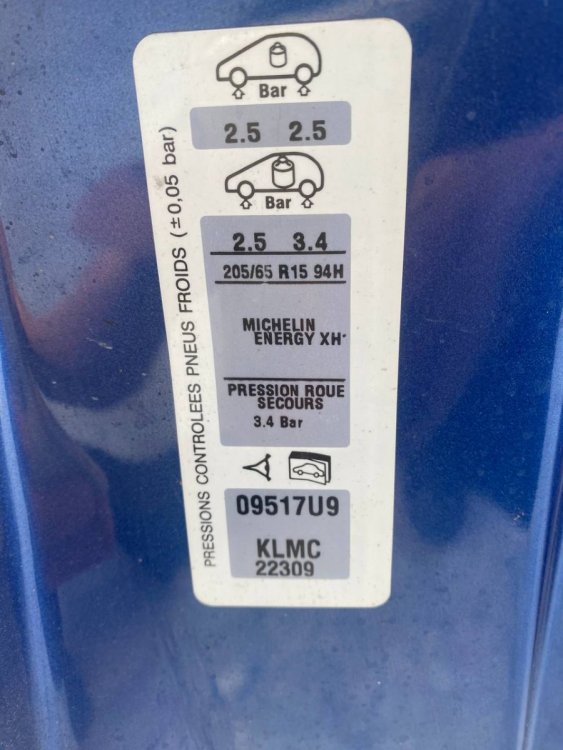 Bar
2.5 2.5
Bar
2.5 3.4
205/65 R15 94H
MICHELIN
ENERGY XH*
PRESSION ROUE
SECOURS
3.4 Bar
09517U9
KLMC
22309
PRESSIONS CONTROLEES PNEUS FROIDS (±0,05 bar)